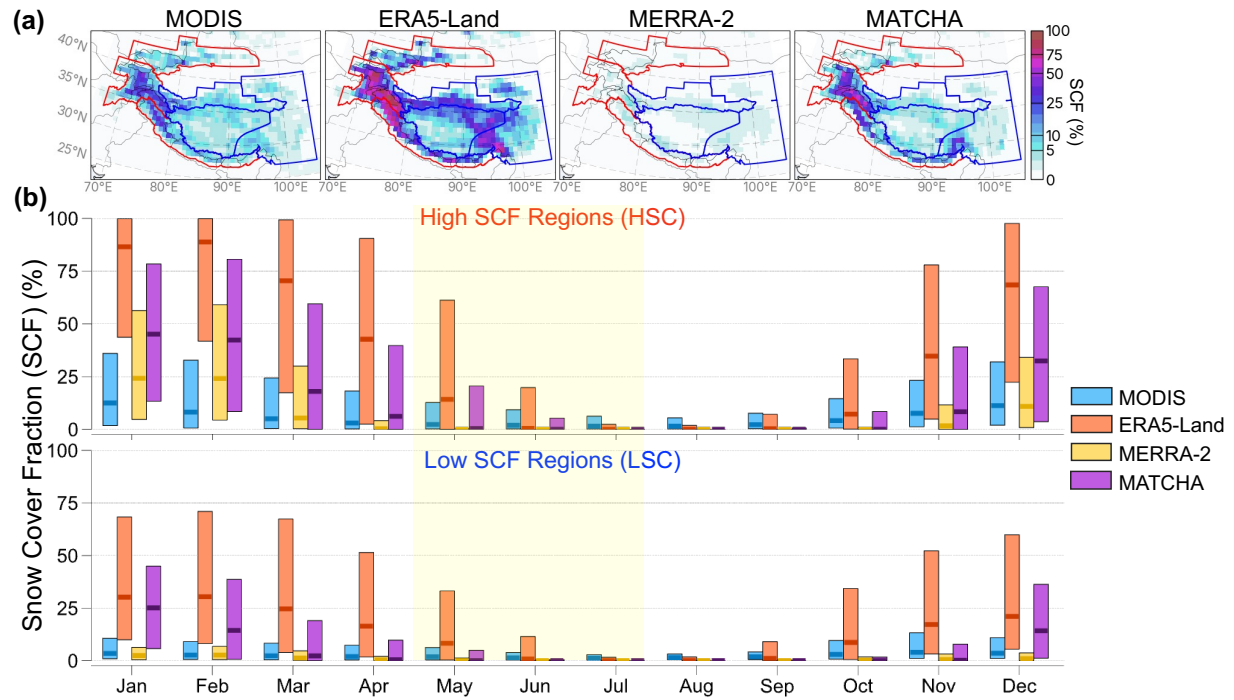 (a)
MODIS ERA5-Land MERRA-2 MATCHA
40°N
35°N
30°N
25°N
70°E 80°E 90°E 100°E 70°E 80°E 90°E 100°E 70°E 80°E 90°E 100°E 70°E 80°E 90°E 100°E
100
75
50
25
10
5
0
SCF (%)
(b)
High SCF Regions (HSC)
100
75
50
25
0
Low SCF Regions (LSC)
100
75
50
25
0
Snow Cover Fraction (SCF) (%)
Jan Feb Mar Apr May Jun Jul Aug Sep Oct Nov Dec
MODIS
ERA5-Land
MERRA-2
MATCHA